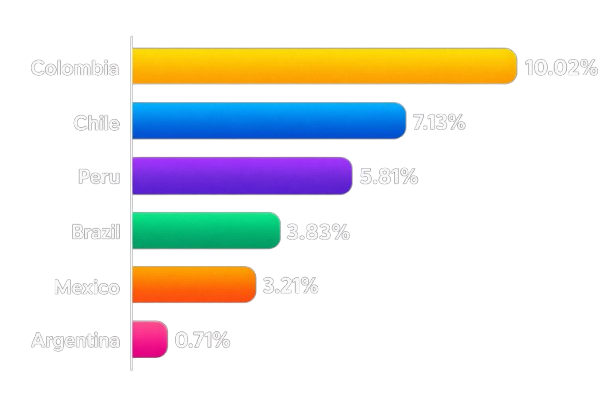 Colombia 10.02%
Chile 7.13%
Peru 5.81%
Brazil 3.83%
Mexico 3.21%
Argentina 0.71%